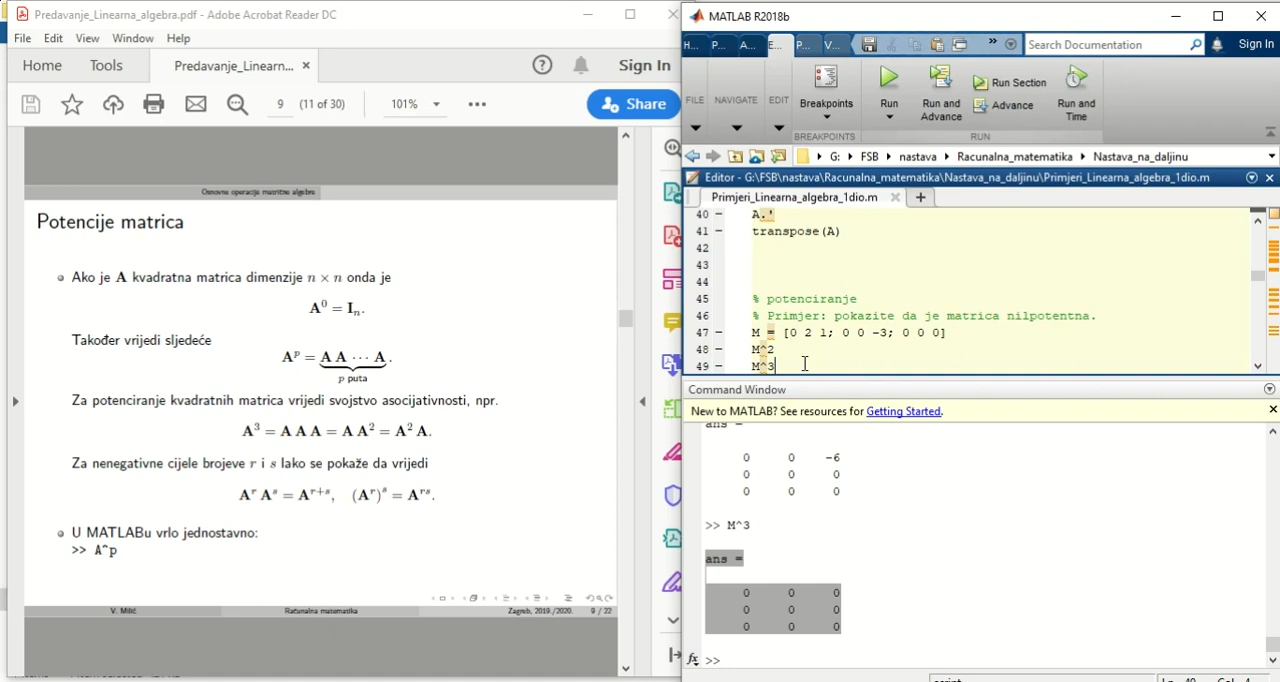 Predavanje_Linearna_algebra.pdf - Adobe Acrobat Reader DC
File Edit View Window Help
Home Tools Predavanje_Linearn... × Sign In
9 (11 of 30) 101% Share
Osnovne operacije matrične algebre
Potencije matrica
Ako je A kvadratna matrica dimenzije n × n onda je
A⁰ = Iₙ.
Također vrijedi sljedeće
Aᵖ = A A ⋯ A.
p puta
Za potenciranje kvadratnih matrica vrijedi svojstvo asocijativnosti, npr.
A³ = A A A = A A² = A² A.
Za nenegativne cijele brojeve r i s lako se pokaže da vrijedi
Aʳ Aˢ = Aʳ⁺ˢ, (Aʳ)ˢ = Aʳˢ.
U MATLABu vrlo jednostavno:
>> A^p
V. Milić Računalna matematika Zagreb, 2019./2020. 9 / 22
MATLAB R2018b
H... P... A... E... P... V... Search Documentation Sign In
FILE NAVIGATE EDIT Breakpoints Run Run and Advance Run Section Advance Run and Time
BREAKPOINTS RUN
G: FSB nastava Racunalna_matematika Nastava_na_daljinu
Editor - G:\FSB\nastava\Racunalna_matematika\Nastava_na_daljinu\Primjeri_Linearna_algebra_1dio.m
Primjeri_Linearna_algebra_1dio.m × +
40 – A.'
41 – transpose(A)
42
43
44
45 % potenciranje
46 % Primjer: pokazite da je matrica nilpotentna.
47 – M = [0 2 1; 0 0 -3; 0 0 0]
48 – M^2
49 – M^3
Command Window
New to MATLAB? See resources for Getting Started.
ans =
0 0 -6
0 0 0
0 0 0
>> M^3
ans =
0 0 0
0 0 0
0 0 0
fx >>
script